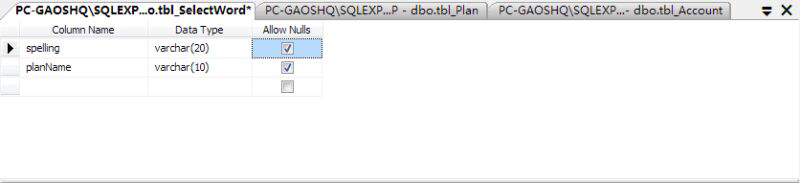 PC-GAOSHQ\SQLEXP...o.tbl_SelectWord* PC-GAOSHQ\SQLEXP...P - dbo.tbl_Plan PC-GAOSHQ\SQLEXP...- dbo.tbl_Account
Column Name Data Type Allow Nulls
spelling varchar(20)
planName varchar(10)